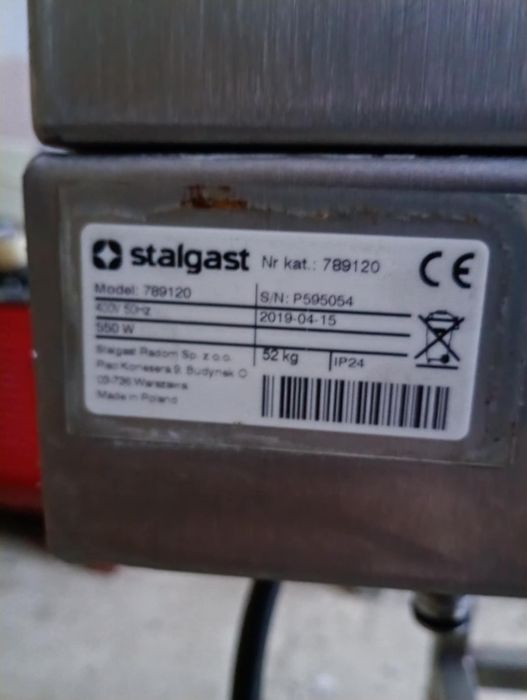 stalgast Nr kat.: 789120 CE
Model: 789120 S/N: P595054
400V 50Hz 2019-04-15
550 W
52 kg IP24
Stalgast Radom Sp. z o.o.
Plac Konesera 9, Budynek O
03-736 Warszawa
Made in Poland